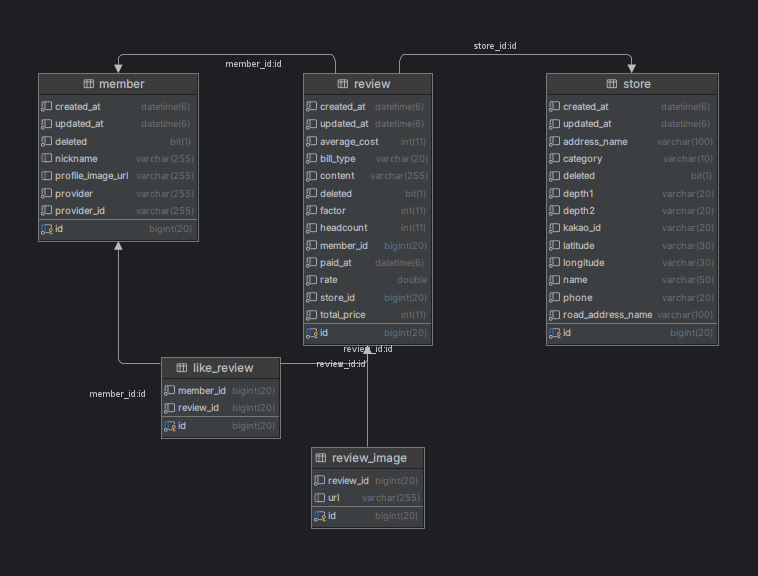 store_id:id
member_id:id
member
created_at datetime(6)
updated_at datetime(6)
deleted bit(1)
nickname varchar(255)
profile_image_url varchar(255)
provider varchar(255)
provider_id varchar(255)
id bigint(20)
review
created_at datetime(6)
updated_at datetime(6)
average_cost int(11)
bill_type varchar(20)
content varchar(255)
deleted bit(1)
factor int(11)
headcount int(11)
member_id bigint(20)
paid_at datetime(6)
rate double
store_id bigint(20)
total_price int(11)
id bigint(20)
store
created_at datetime(6)
updated_at datetime(6)
address_name varchar(100)
category varchar(10)
deleted bit(1)
depth1 varchar(20)
depth2 varchar(20)
kakao_id varchar(20)
latitude varchar(30)
longitude varchar(30)
name varchar(50)
phone varchar(20)
road_address_name varchar(100)
id bigint(20)
review_id:id
review_id:id
member_id:id
like_review
member_id bigint(20)
review_id bigint(20)
id bigint(20)
review_image
review_id bigint(20)
url varchar(255)
id bigint(20)